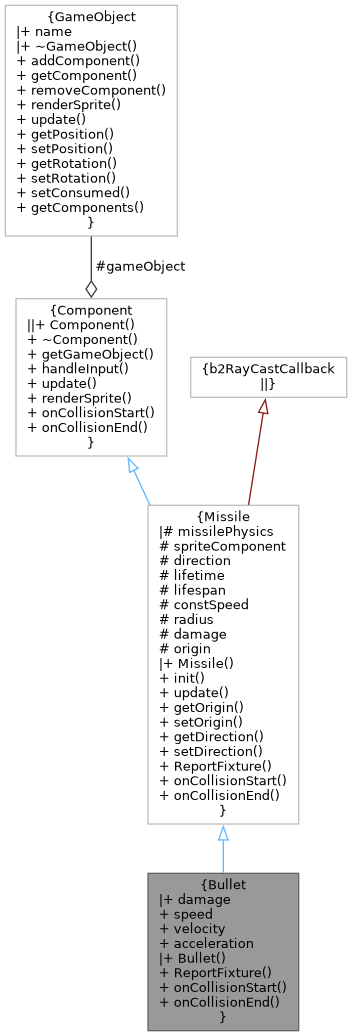 {GameObject
|+ name
|+ ~GameObject()
+ addComponent()
+ getComponent()
+ removeComponent()
+ renderSprite()
+ update()
+ getPosition()
+ setPosition()
+ getRotation()
+ setRotation()
+ setConsumed()
+ getComponents()
}
#gameObject
{Component
||+ Component()
+ ~Component()
+ getGameObject()
+ handleInput()
+ update()
+ renderSprite()
+ onCollisionStart()
+ onCollisionEnd()
}
{b2RayCastCallback
||}
{Missile
|# missilePhysics
# spriteComponent
# direction
# lifetime
# lifespan
# constSpeed
# radius
# damage
# origin
|+ Missile()
+ init()
+ update()
+ getOrigin()
+ setOrigin()
+ getDirection()
+ setDirection()
+ ReportFixture()
+ onCollisionStart()
+ onCollisionEnd()
}
{Bullet
|+ damage
+ speed
+ velocity
+ acceleration
|+ Bullet()
+ ReportFixture()
+ onCollisionStart()
+ onCollisionEnd()
}